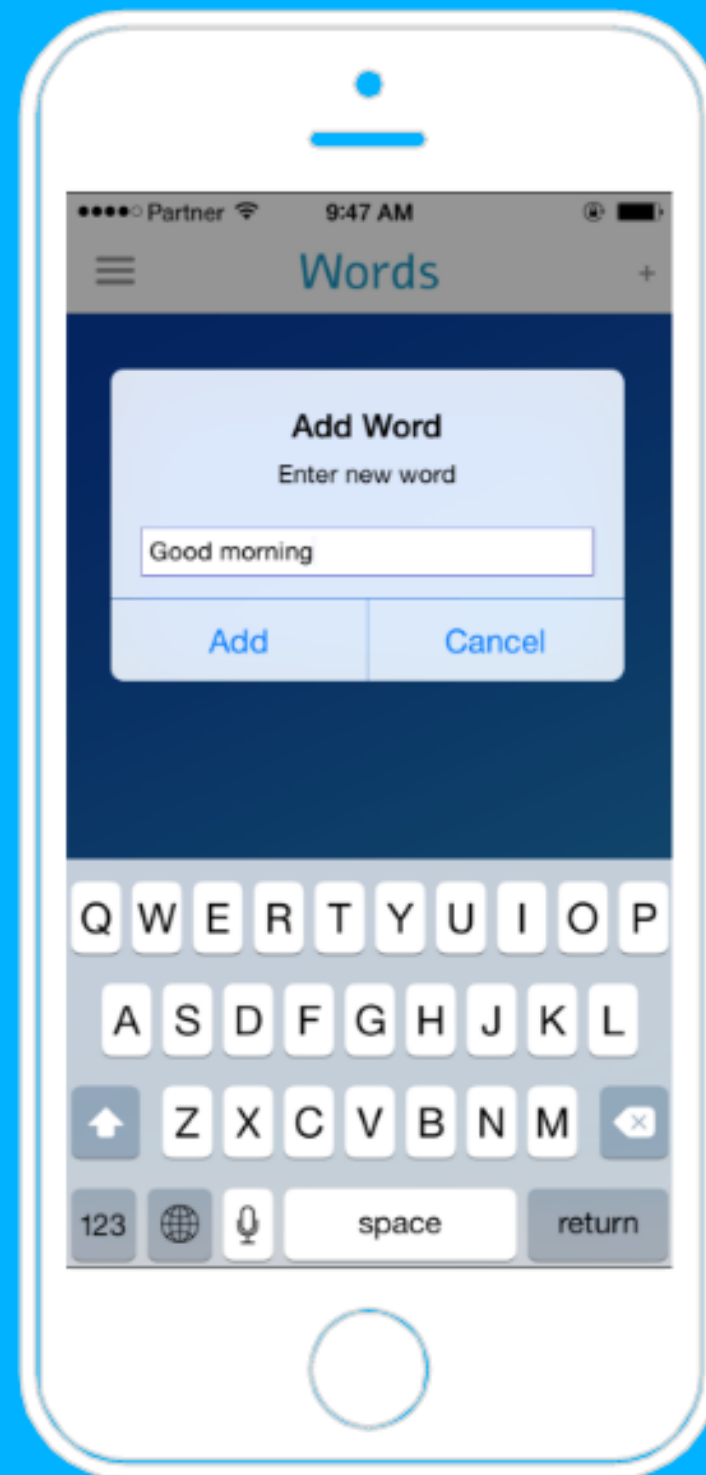 Partner 9:47 AM
Words +
Add Word
Enter new word
Good morning
Add Cancel
Q W E R T Y U I O P
A S D F G H J K L
Z X C V B N M
123 space return